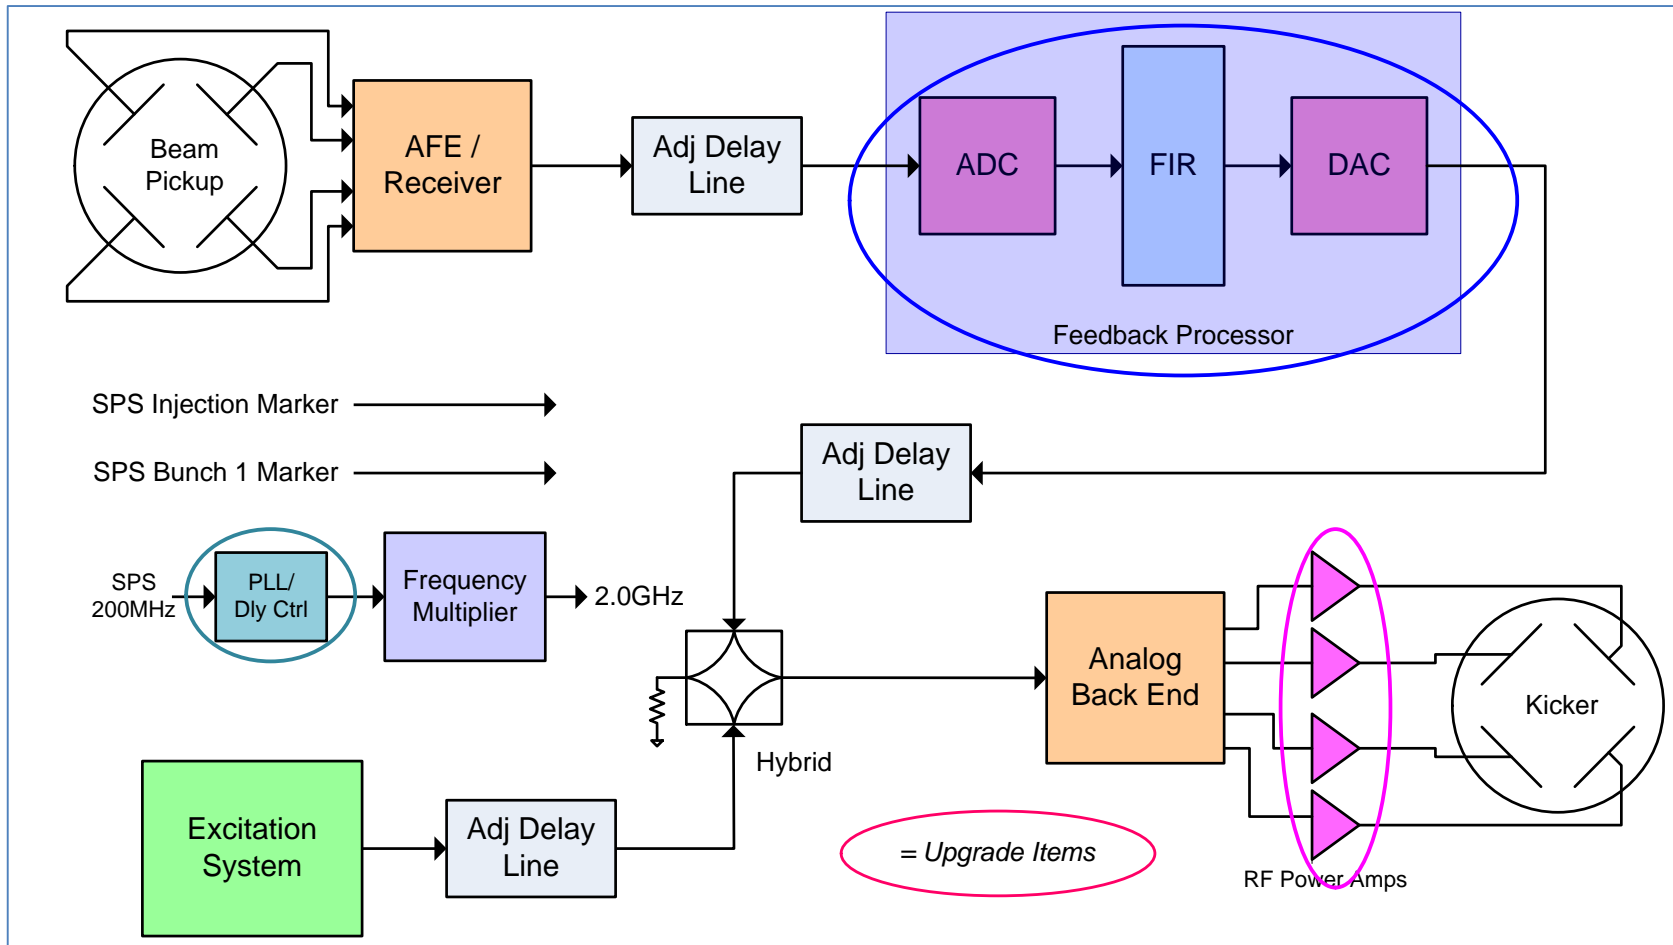 Beam
Pickup
AFE /
Receiver
Adj Delay
Line
ADC
FIR
DAC
Feedback Processor
SPS Injection Marker
SPS Bunch 1 Marker
Adj Delay
Line
SPS
200MHz
PLL/
Dly Ctrl
Frequency
Multiplier
2.0GHz
Analog
Back End
Kicker
Hybrid
Excitation
System
Adj Delay
Line
= Upgrade Items
RF Power Amps